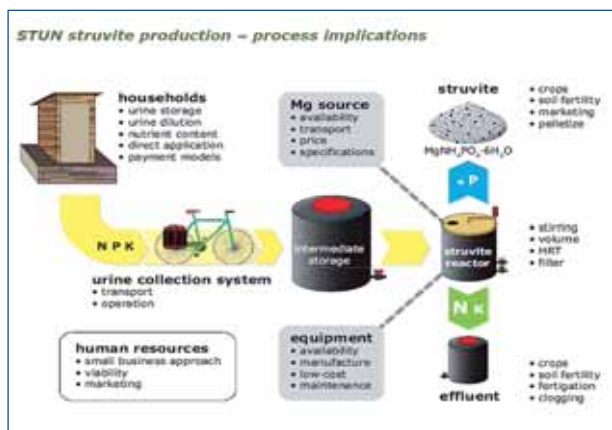 STUN struvite production – process implications
households
• urine storage
• urine dilution
• nutrient content
• direct application
• payment models
Mg source
• availability
• transport
• price
• specifications
struvite
MgNH4PO4·6H2O
• crops
• soil fertility
• marketing
• pelletize
P
N P K
intermediate
storage
struvite
reactor
• stirring
• volume
• HRT
• filter
urine collection system
• transport
• operation
N K
human resources
• small business approach
• viability
• marketing
equipment
• availability
• manufacture
• low-cost
• maintenance
effluent
• crops
• soil fertility
• fertigation
• clogging